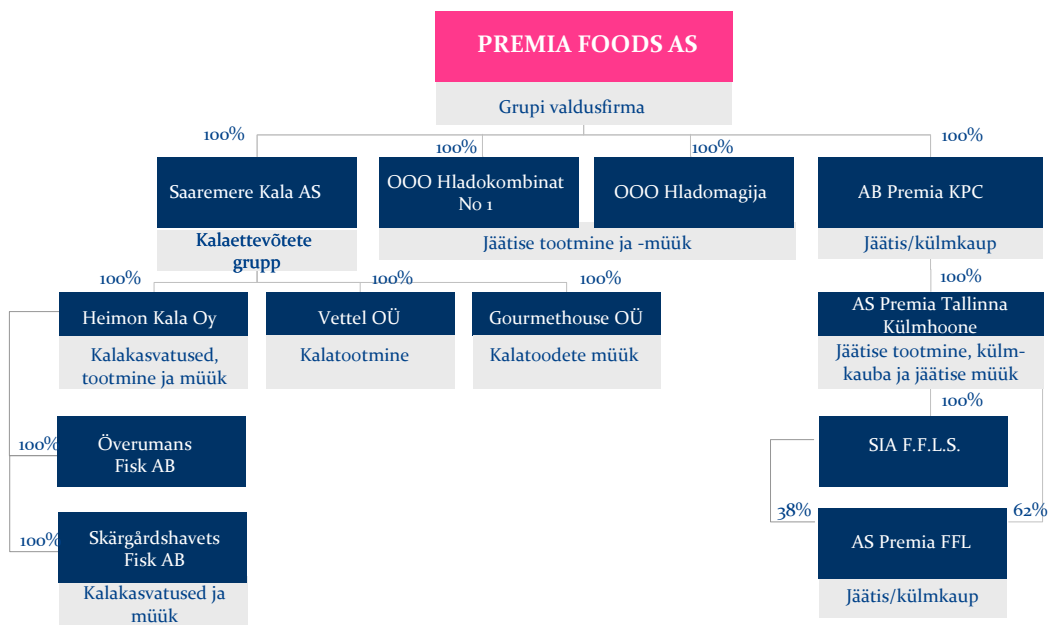 PREMIA FOODS AS
Grupi valdusfirma
100%
100%
100%
100%
Saaremere Kala AS
OOO Hladokombinat
No 1
OOO Hladomagija
AB Premia KPC
Kalaettevõtete
grupp
Jäätise tootmine ja -müük
Jäätis/külmkaup
100%
100%
100%
100%
Heimon Kala Oy
Vettel OÜ
Gourmethouse OÜ
AS Premia Tallinna
Külmhoone
Kalakasvatused,
tootmine ja müük
Kalatootmine
Kalatoodete müük
Jäätise tootmine, külm-
kauba ja jäätise müük
100%
100%
Överumans
Fisk AB
SIA F.F.L.S.
38%
62%
100%
Skärgårdshavets
Fisk AB
AS Premia FFL
Kalakasvatused ja
müük
Jäätis/külmkaup